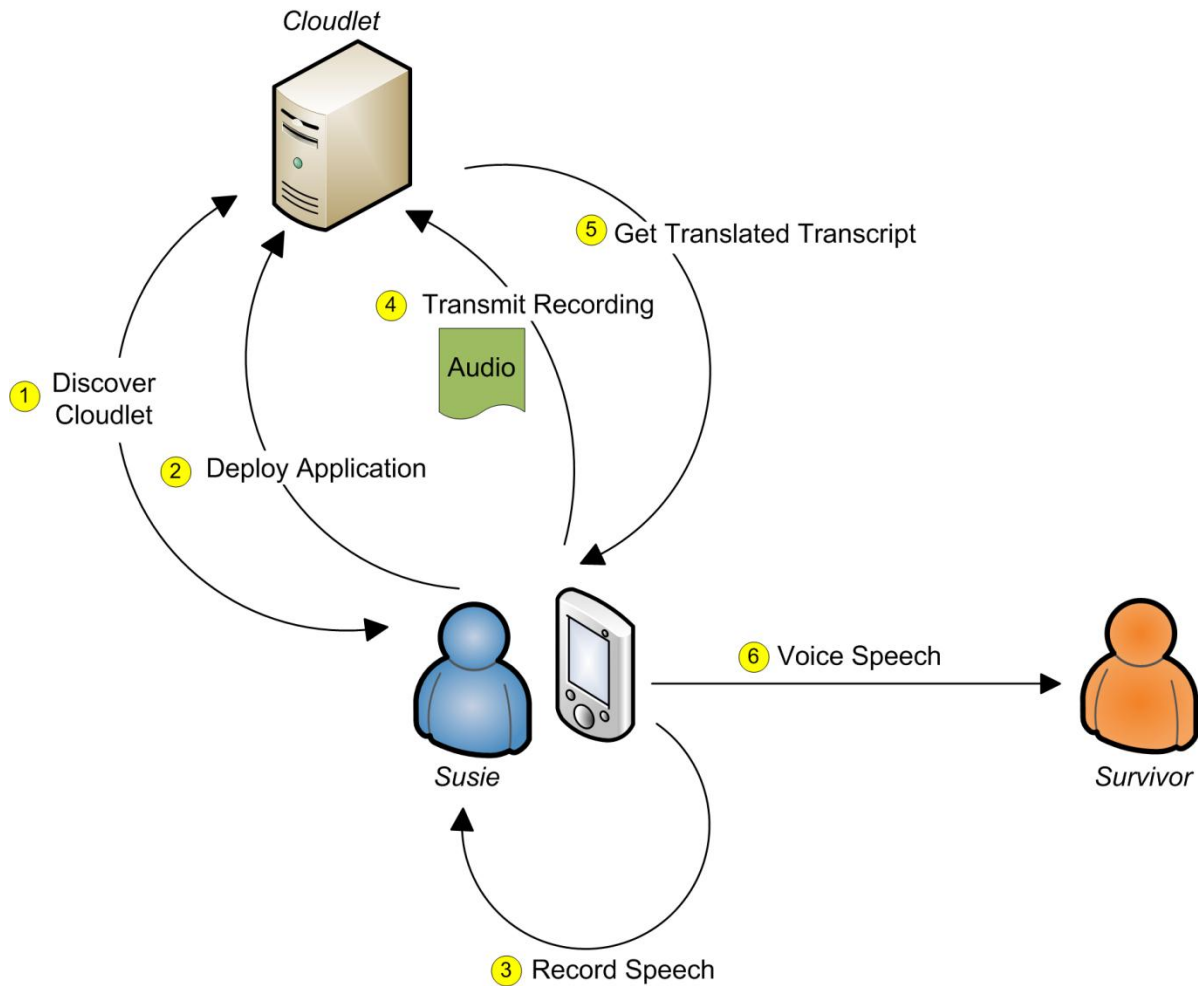 Cloudlet
5 Get Translated Transcript
4 Transmit Recording
Audio
1 Discover
Cloudlet
2 Deploy Application
6 Voice Speech
Susie
Survivor
3 Record Speech